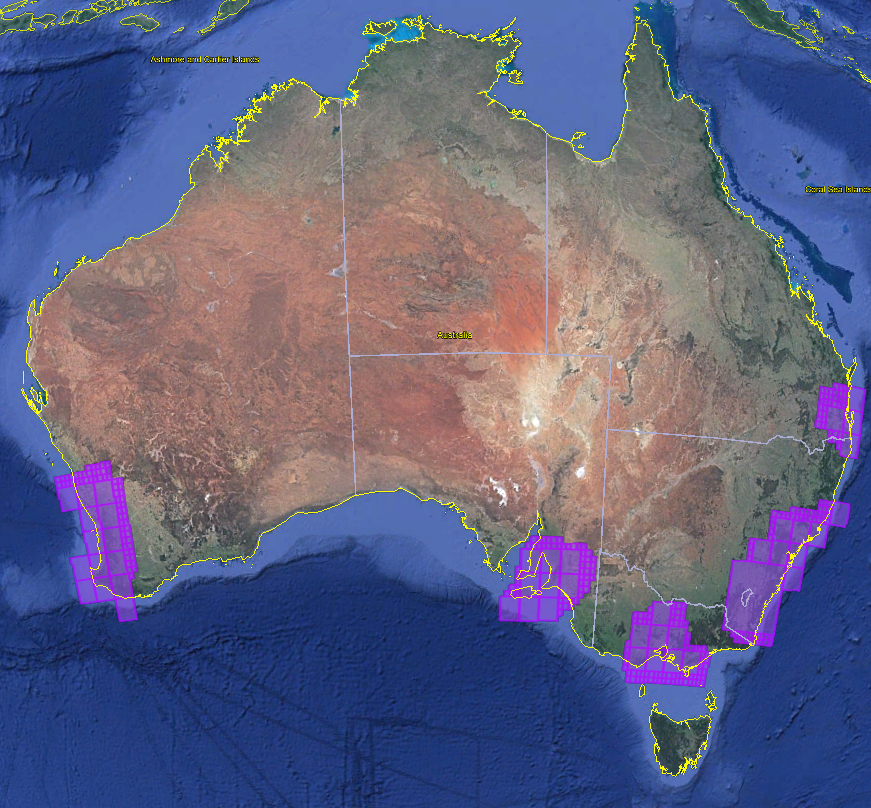 Ashmore and Cartier Islands
Coral Sea Islands
Australia